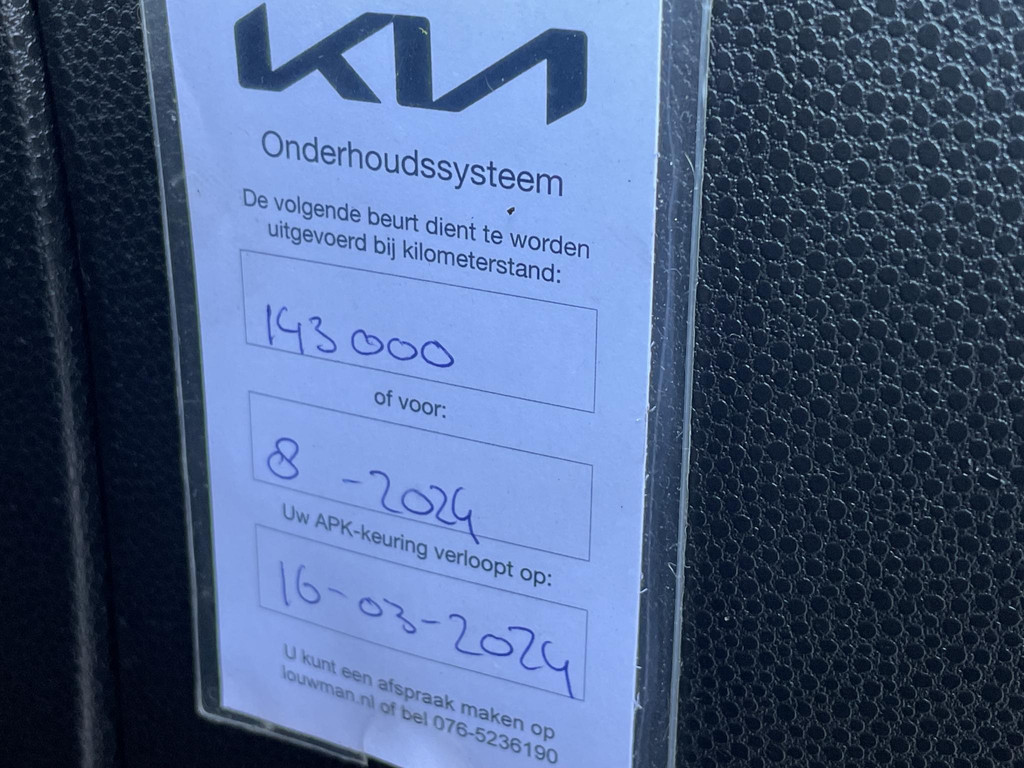 KIA
Onderhoudssysteem
De volgende beurt dient te worden
uitgevoerd bij kilometerstand:
143000
of voor:
8 - 2024
Uw APK-keuring verloopt op:
16-03-2024
U kunt een afspraak maken op
louwman.nl of bel 076-5236190